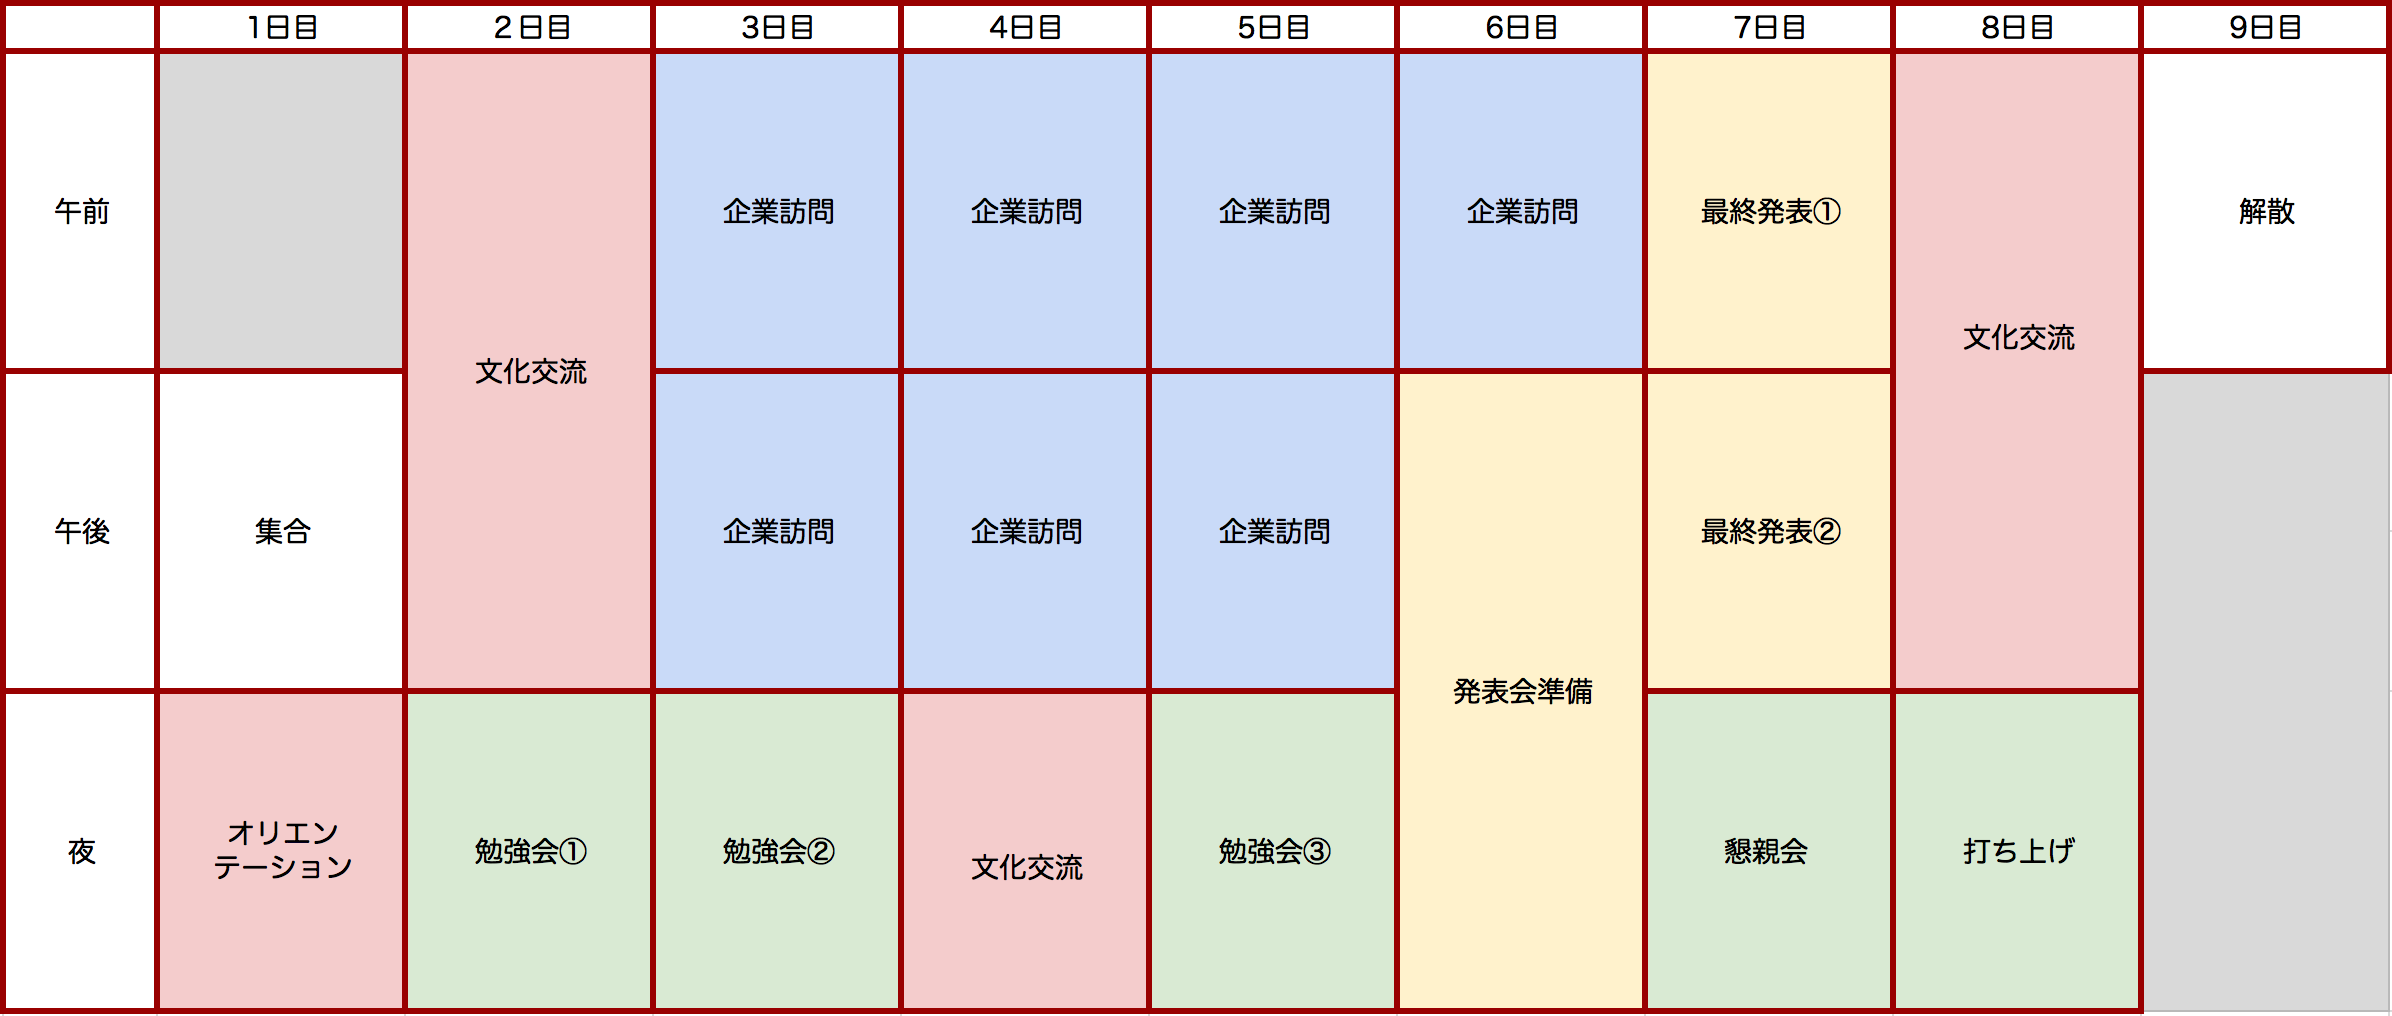 1日目 ２日目 3日目 4日目 5日目 6日目 7日目 8日目 9日目
午前 企業訪問 企業訪問 企業訪問 企業訪問 最終発表① 解散
文化交流 文化交流
午後 集合 企業訪問 企業訪問 企業訪問 最終発表②
発表会準備
夜 オリエン
テーション 勉強会① 勉強会② 文化交流 勉強会③ 懇親会 打ち上げ